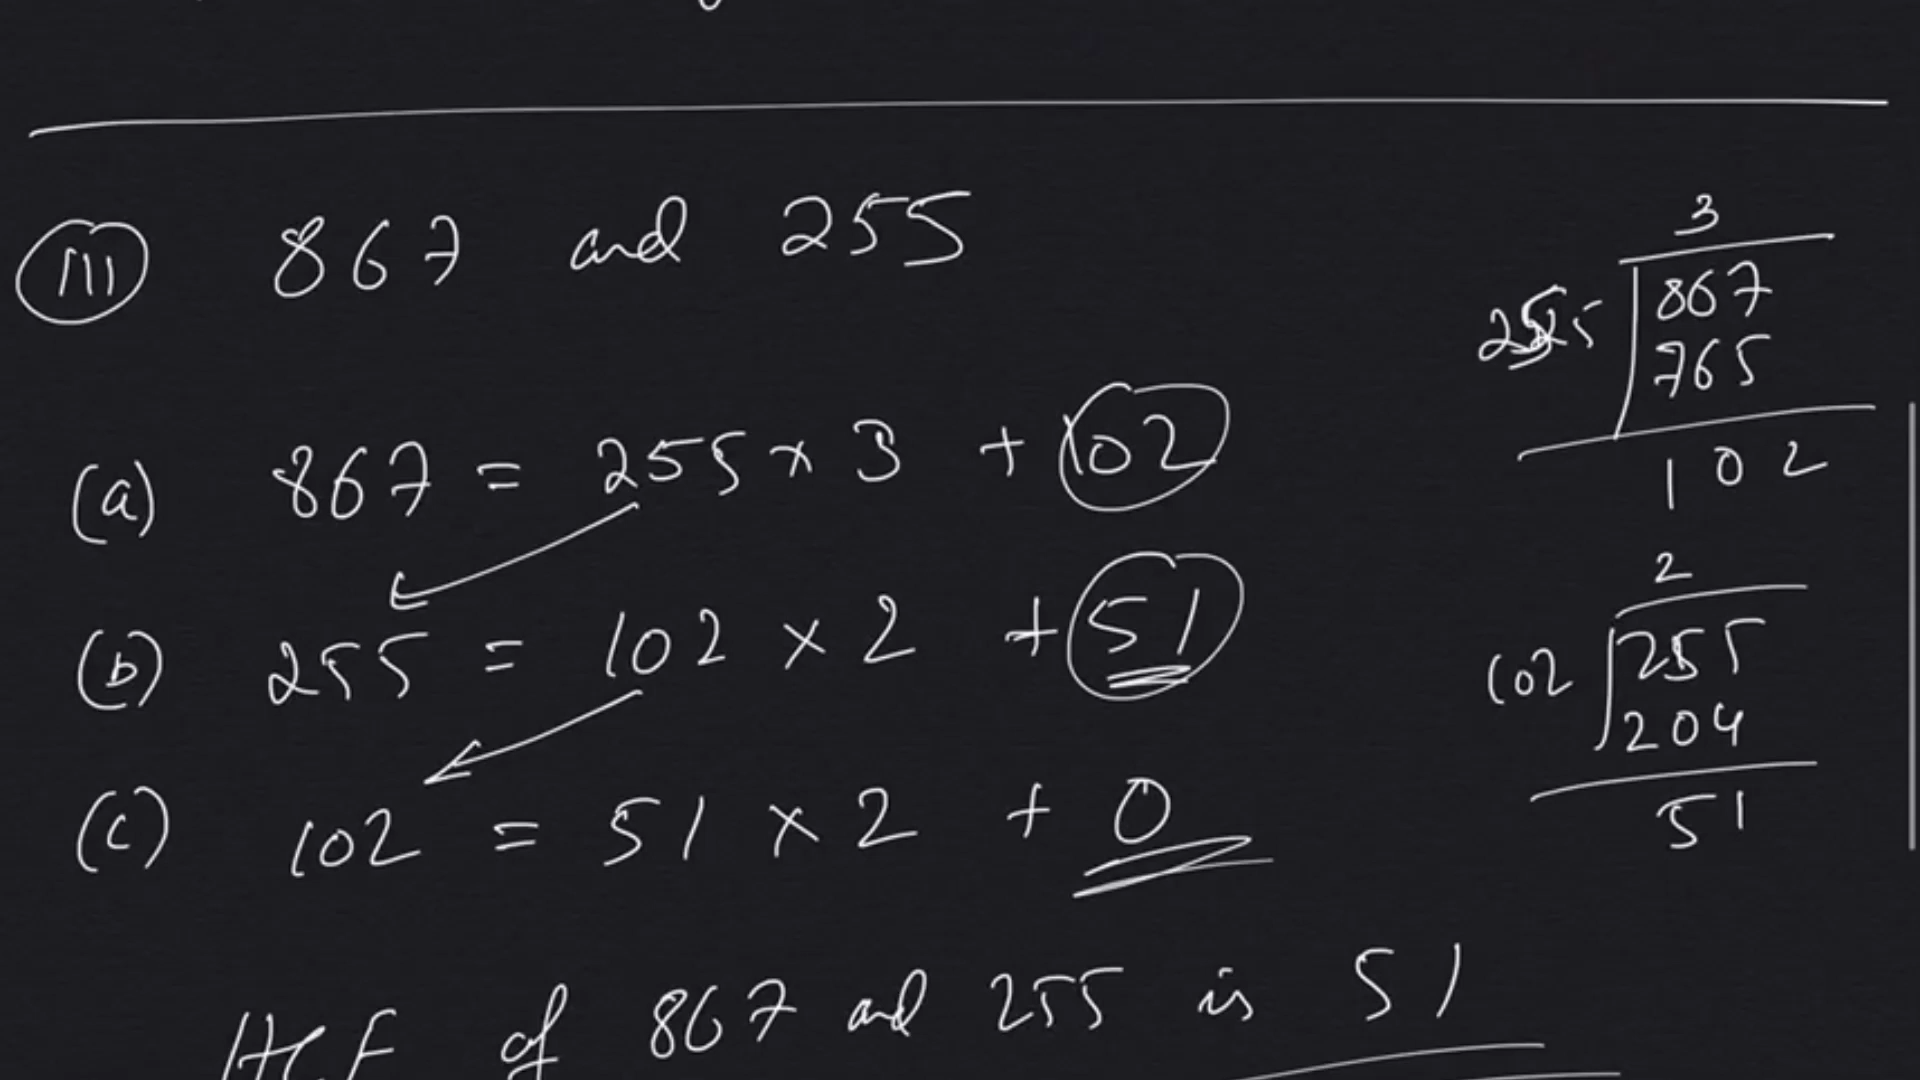 (III) 867 and 255
(a) 867 = 255 × 3 + 102
(b) 255 = 102 × 2 + 51
(c) 102 = 51 × 2 + 0
HCF of 867 and 255 is 51
3
255 867
765
102
2
102 255
204
51